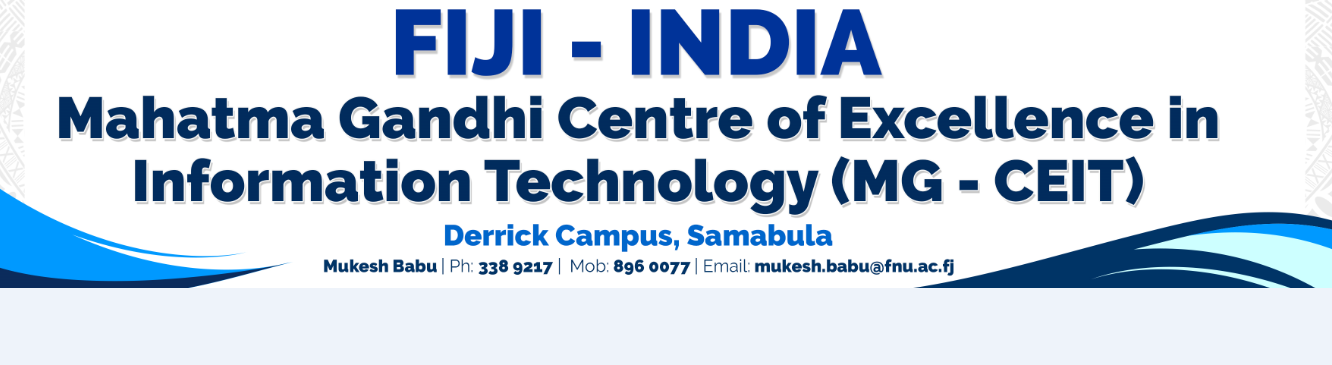 FIJI - INDIA
Mahatma Gandhi Centre of Excellence in
Information Technology (MG - CEIT)
Derrick Campus, Samabula
Mukesh Babu | Ph: 338 9217 | Mob: 896 0077 | Email: mukesh.babu@fnu.ac.fj